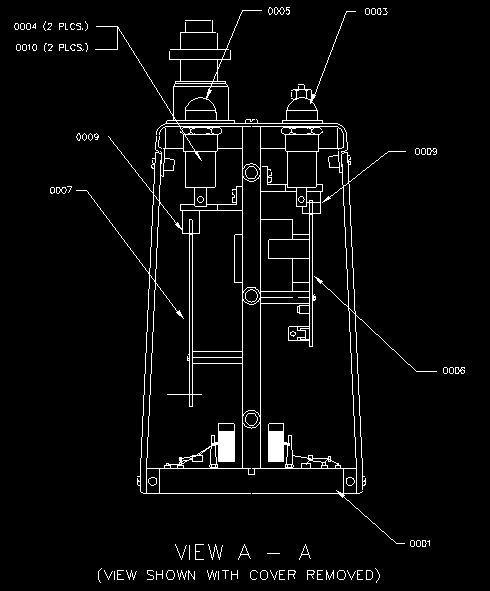 0005
0003
0004 (2 PLCS.)
0010 (2 PLCS.)
0009
0009
0007
0006
0001
VIEW A - A
(VIEW SHOWN WITH COVER REMOVED)